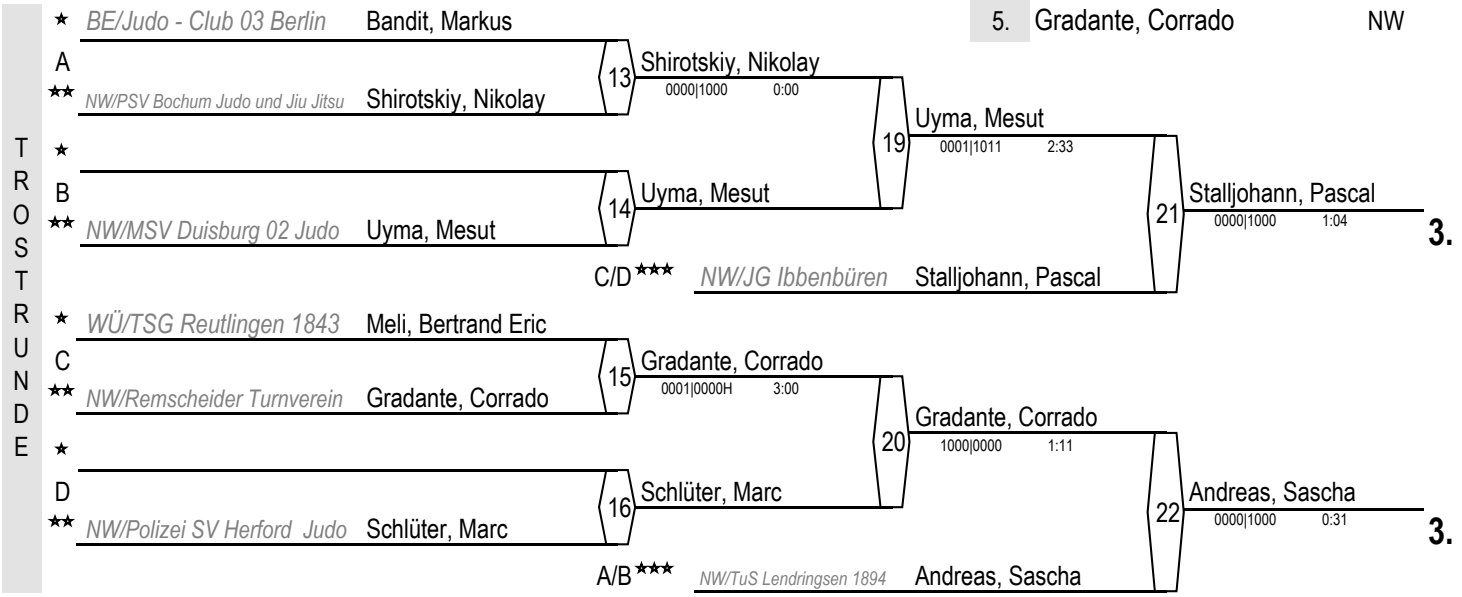 ★ BE/Judo - Club 03 Berlin Bandit, Markus
5. Gradante, Corrado NW
A
13 Shirotskiy, Nikolay
0000|1000 0:00
★★ NW/PSV Bochum Judo und Jiu Jitsu Shirotskiy, Nikolay
19 Uyma, Mesut
0001|1011 2:33
TROSTRUNDE
★
B
14 Uyma, Mesut
★★ NW/MSV Duisburg 02 Judo Uyma, Mesut
21 Stalljohann, Pascal
0000|1000 1:04
3.
C/D ★★★ NW/JG Ibbenbüren Stalljohann, Pascal
★ WÜ/TSG Reutlingen 1843 Meli, Bertrand Eric
C
15 Gradante, Corrado
0001|0000H 3:00
★★ NW/Remscheider Turnverein Gradante, Corrado
20 Gradante, Corrado
1000|0000 1:11
★
D
16 Schlüter, Marc
★★ NW/Polizei SV Herford Judo Schlüter, Marc
22 Andreas, Sascha
0000|1000 0:31
3.
A/B ★★★ NW/TuS Lendringsen 1894 Andreas, Sascha